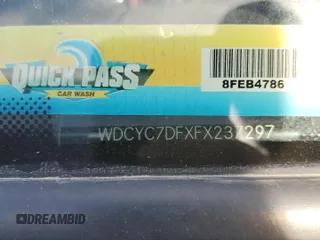 QUICK PASS
CAR WASH
8FEB4786
WDCYC7DFXFX237297
DREAMBID